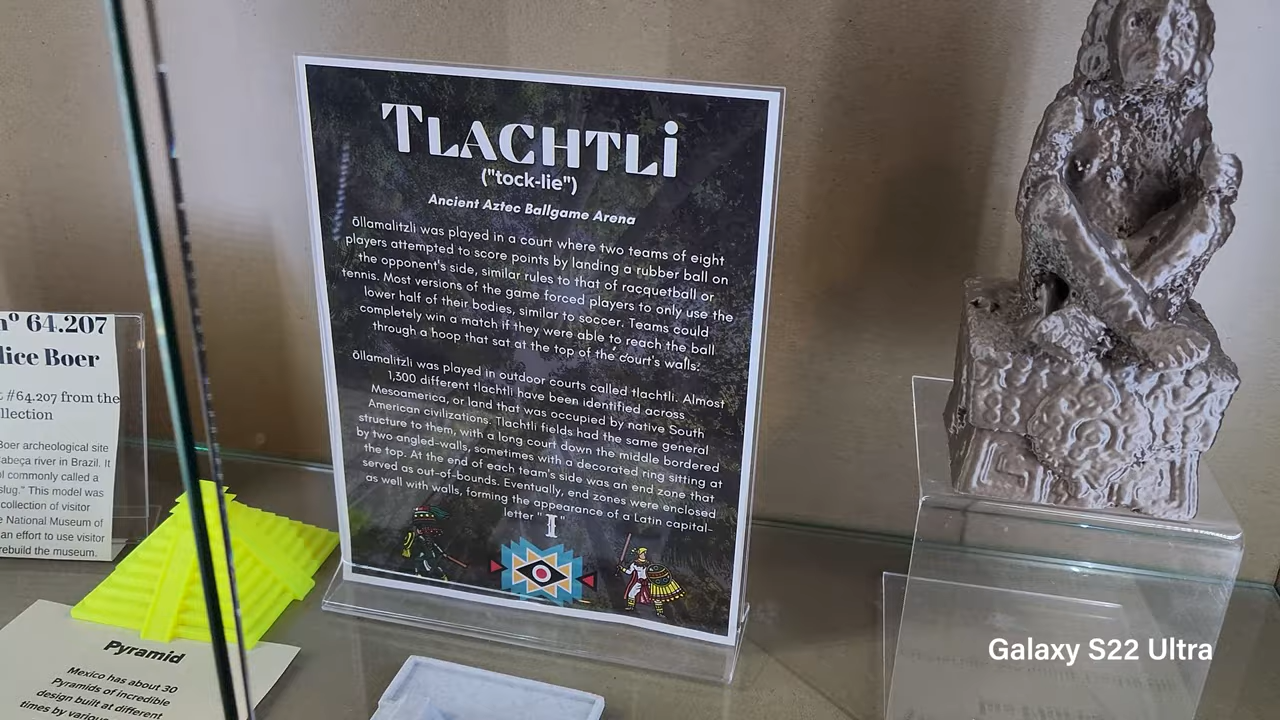 nº 64.207
lice Boer
#64.207 from the
llection
Boer archeological site
abeça river in Brazil. It
l commonly called a
slug." This model was
collection of visitor
e National Museum of
an effort to use visitor
rebuild the museum.
Pyramid
Mexico has about 30
Pyramids of incredible
design built at different
times by various
TLACHTLi
("tock-lie")
Ancient Aztec Ballgame Arena
ōllamalitzli was played in a court where two teams of eight
players attempted to score points by landing a rubber ball on
the opponent's side, similar rules to that of racquetball or
tennis. Most versions of the game forced players to only use the
lower half of their bodies, similar to soccer. Teams could
completely win a match if they were able to reach the ball
through a hoop that sat at the top of the court's walls.
ōllamalitzli was played in outdoor courts called tlachtli. Almost
1,300 different tlachtli have been identified across
Mesoamerica, or land that was occupied by native South
American civilizations. Tlachtli fields had the same general
structure to them, with a long court down the middle bordered
by two angled-walls, sometimes with a decorated ring sitting at
the top. At the end of each team's side was an end zone that
served as out-of-bounds. Eventually, end zones were enclosed
as well with walls, forming the appearance of a Latin capital-
letter "I"
Galaxy S22 Ultra